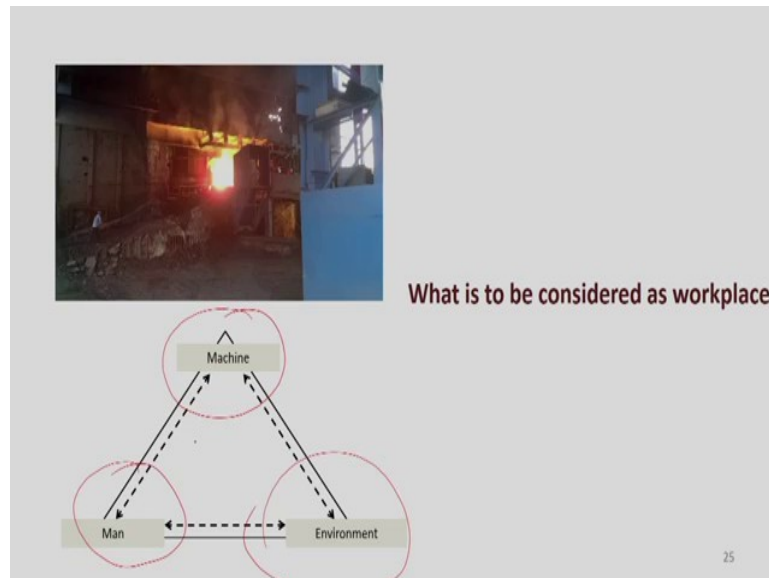 What is to be considered as workplace
Machine
Man
Environment
25